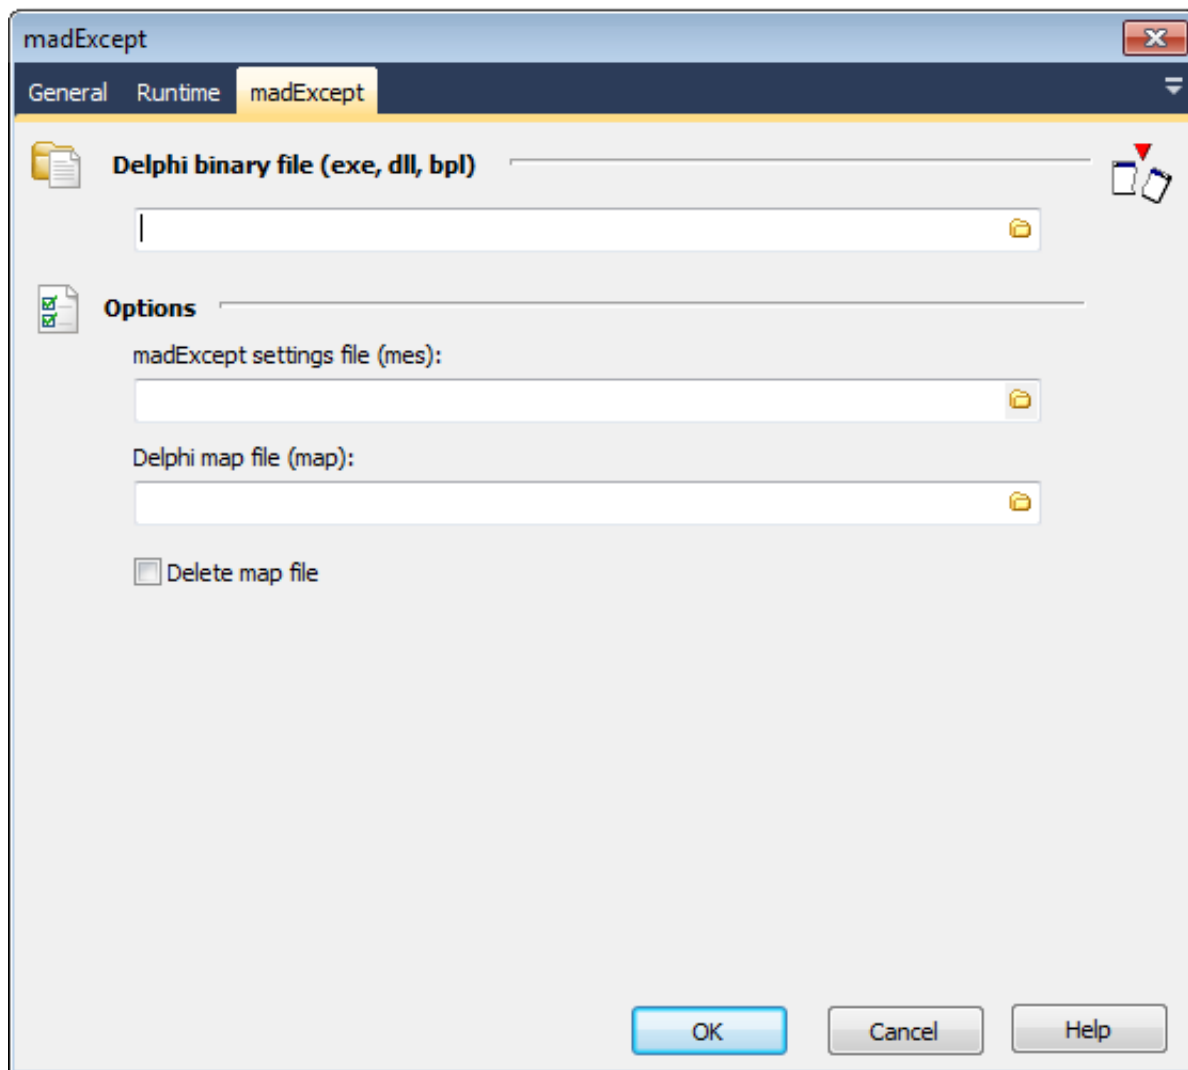 madExcept
General Runtime madExcept
Delphi binary file (exe, dll, bpl)
Options
madExcept settings file (mes):
Delphi map file (map):
Delete map file
OK Cancel Help